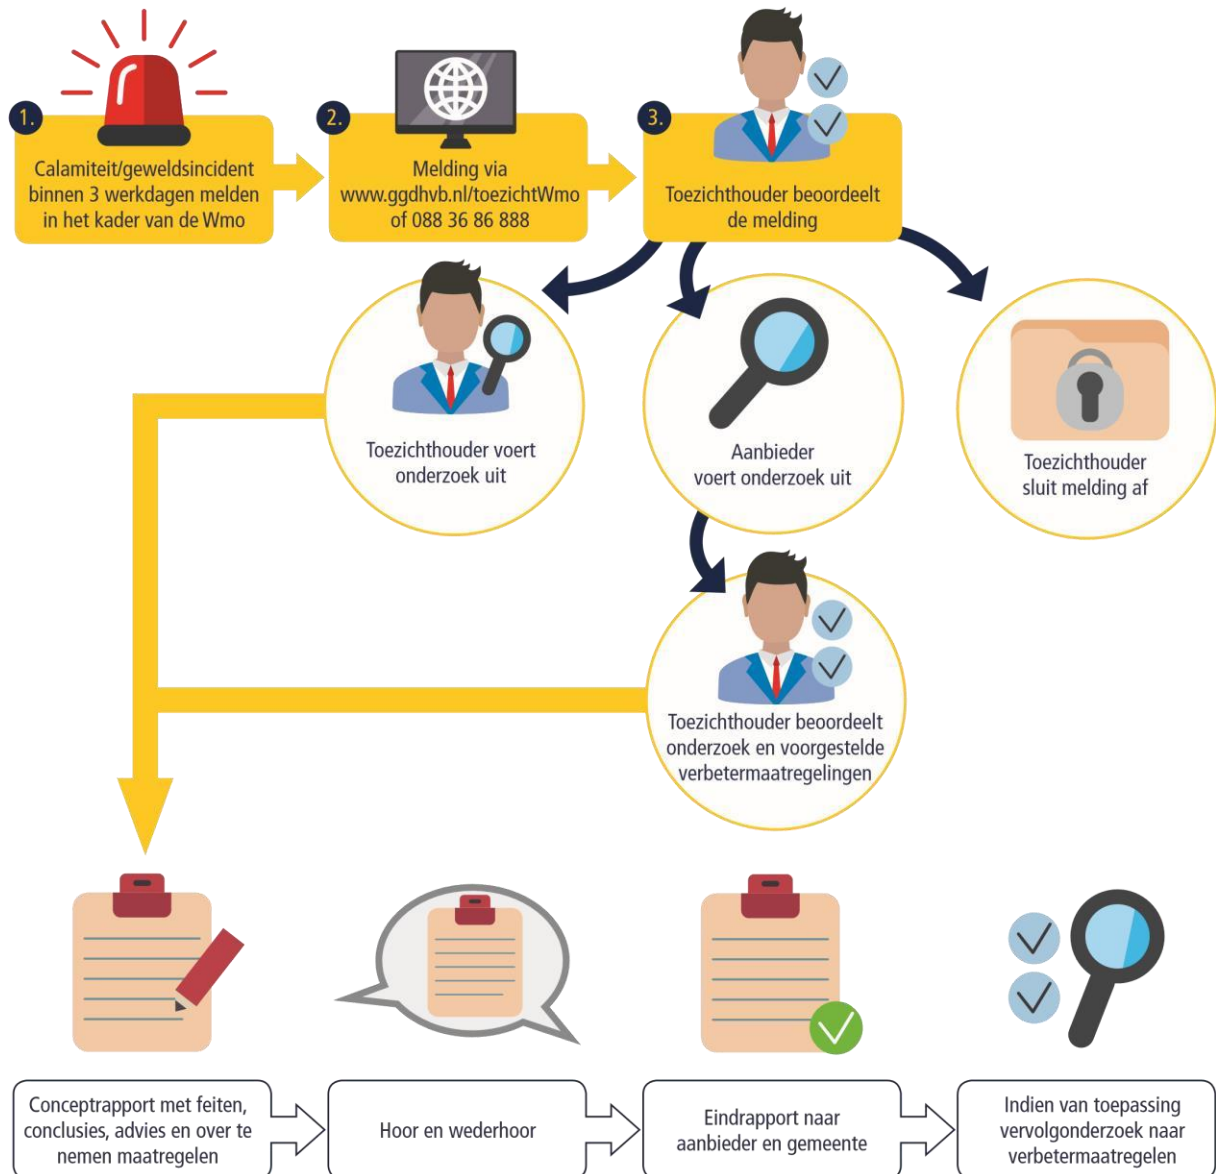 1.
Calamiteit/geweldsincident
binnen 3 werkdagen melden
in het kader van de Wmo
2.
Melding via
www.ggdhvb.nl/toezichtWmo
of 088 36 86 888
3.
Toezichthouder beoordeelt
de melding
Toezichthouder voert
onderzoek uit
Aanbieder
voert onderzoek uit
Toezichthouder
sluit melding af
Toezichthouder beoordeelt
onderzoek en voorgestelde
verbetermaatregelingen
Conceptrapport met feiten,
conclusies, advies en over te
nemen maatregelen
Hoor en wederhoor
Eindrapport naar
aanbieder en gemeente
Indien van toepassing
vervolgonderzoek naar
verbetermaatregelen